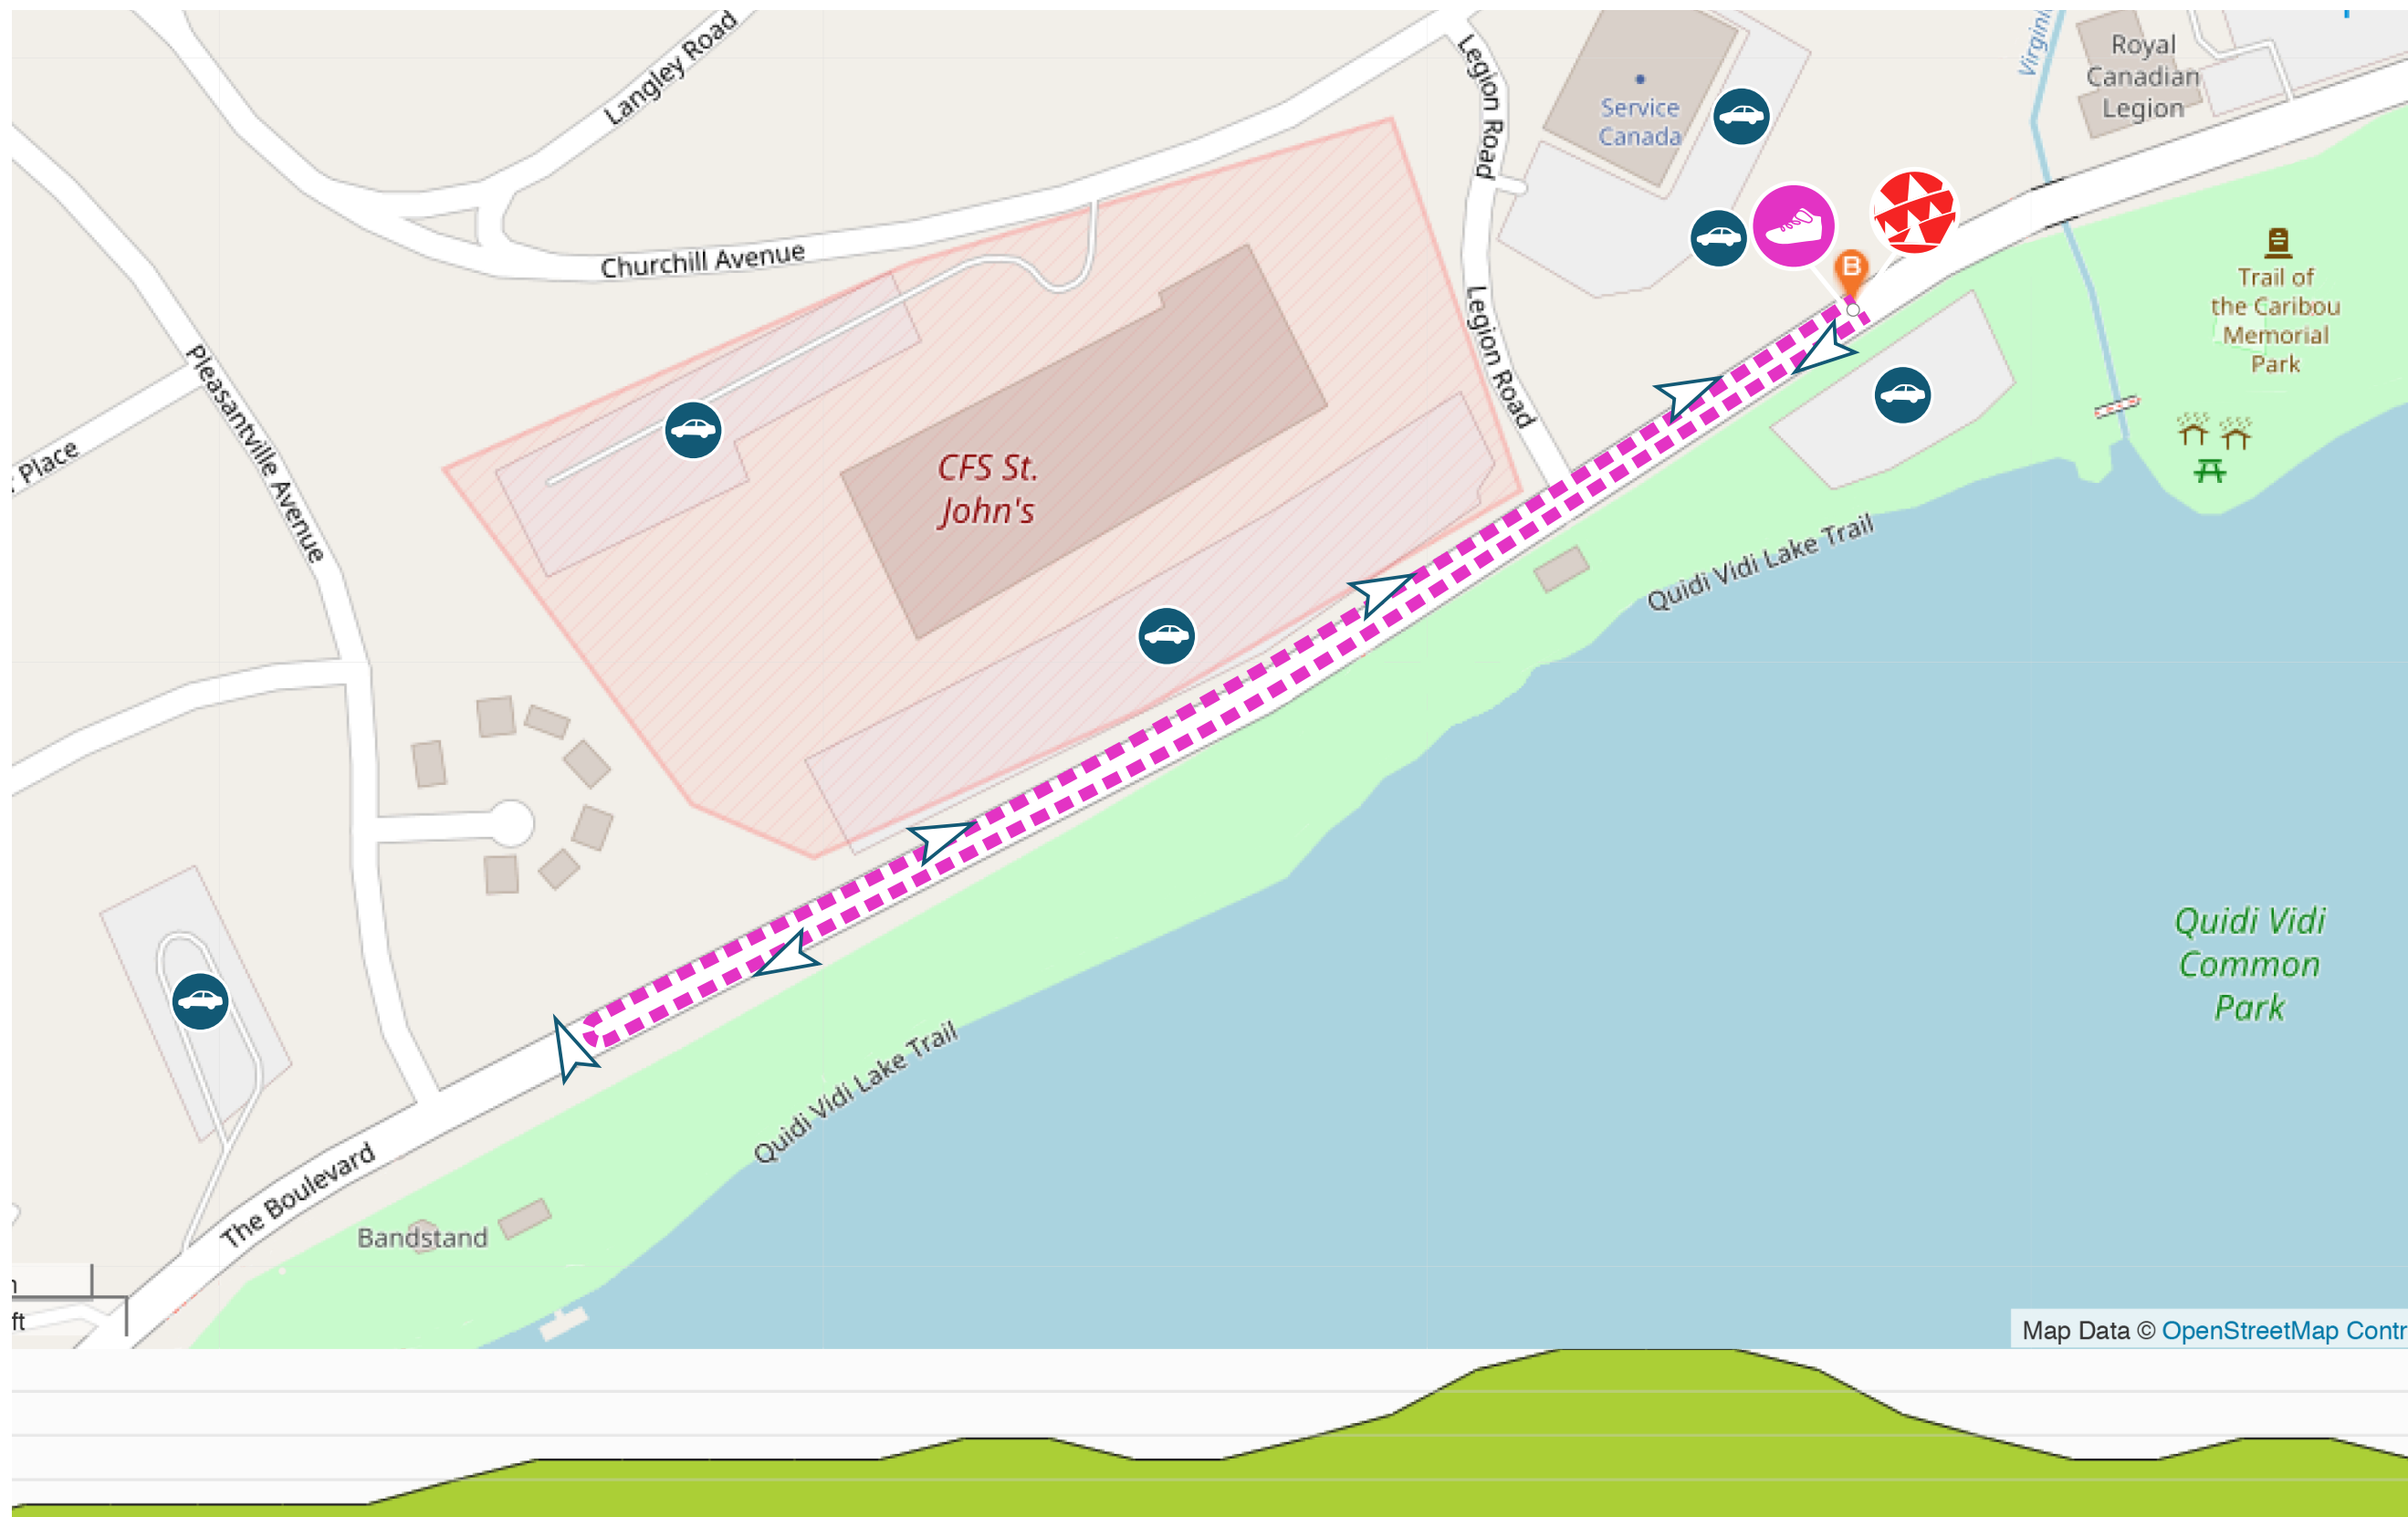 Langley Road
Legion Road
Service
Canada
Virgini
Royal
Canadian
Legion
Churchill Avenue
B
Trail of
the Caribou
Memorial
Park
Pleasantville Avenue
Legion Road
Place
CFS St.
John's
Quidi Vidi Lake Trail
Quidi Vidi
Common
Park
Quidi Vidi Lake Trail
The Boulevard
Bandstand
ft
Map Data © OpenStreetMap Contr